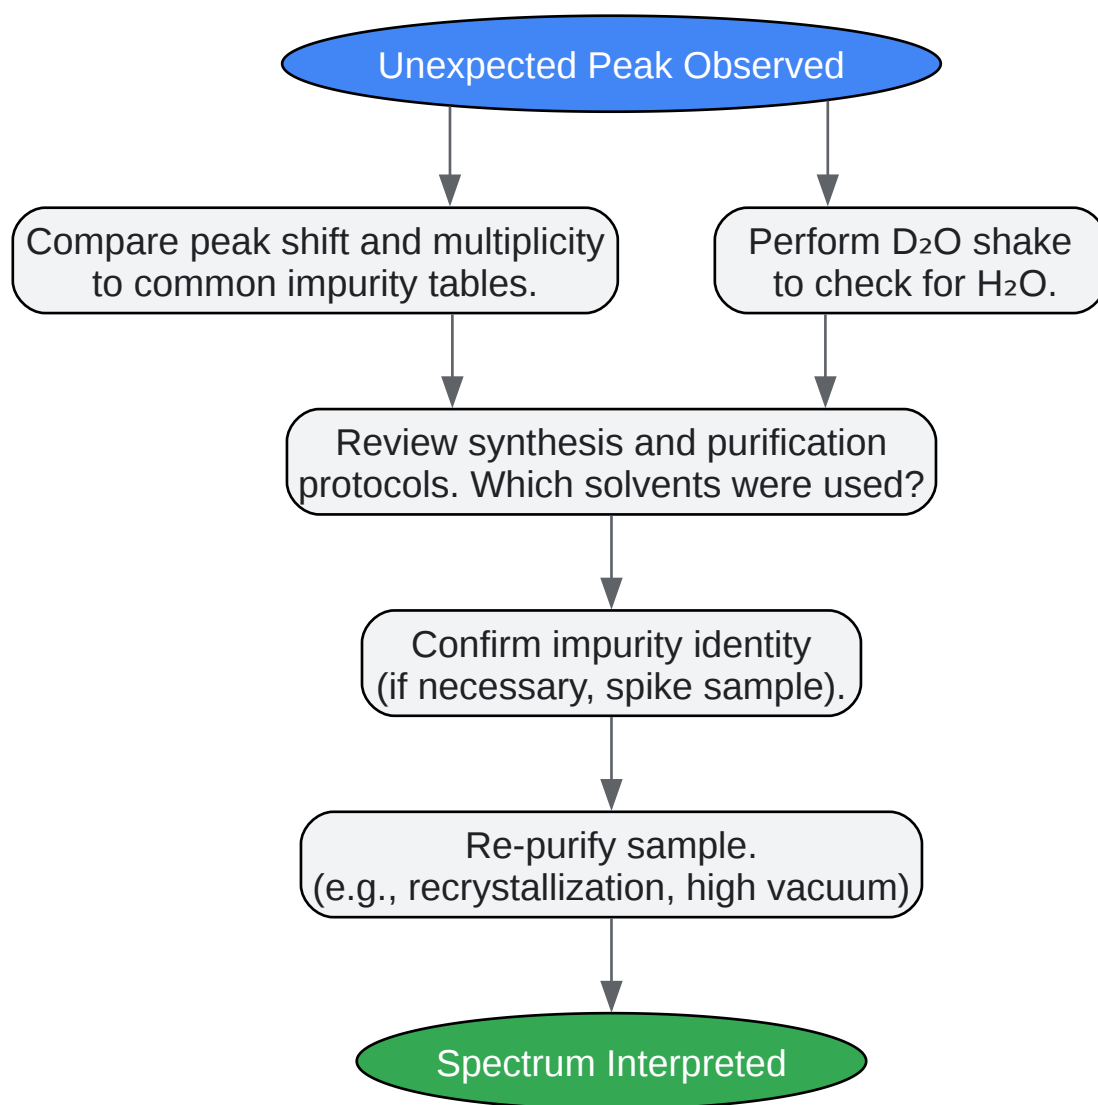 Unexpected Peak Observed
Compare peak shift and multiplicity
to common impurity tables.
Perform D₂O shake
to check for H₂O.
Review synthesis and purification
protocols. Which solvents were used?
Confirm impurity identity
(if necessary, spike sample).
Re-purify sample.
(e.g., recrystallization, high vacuum)
Spectrum Interpreted